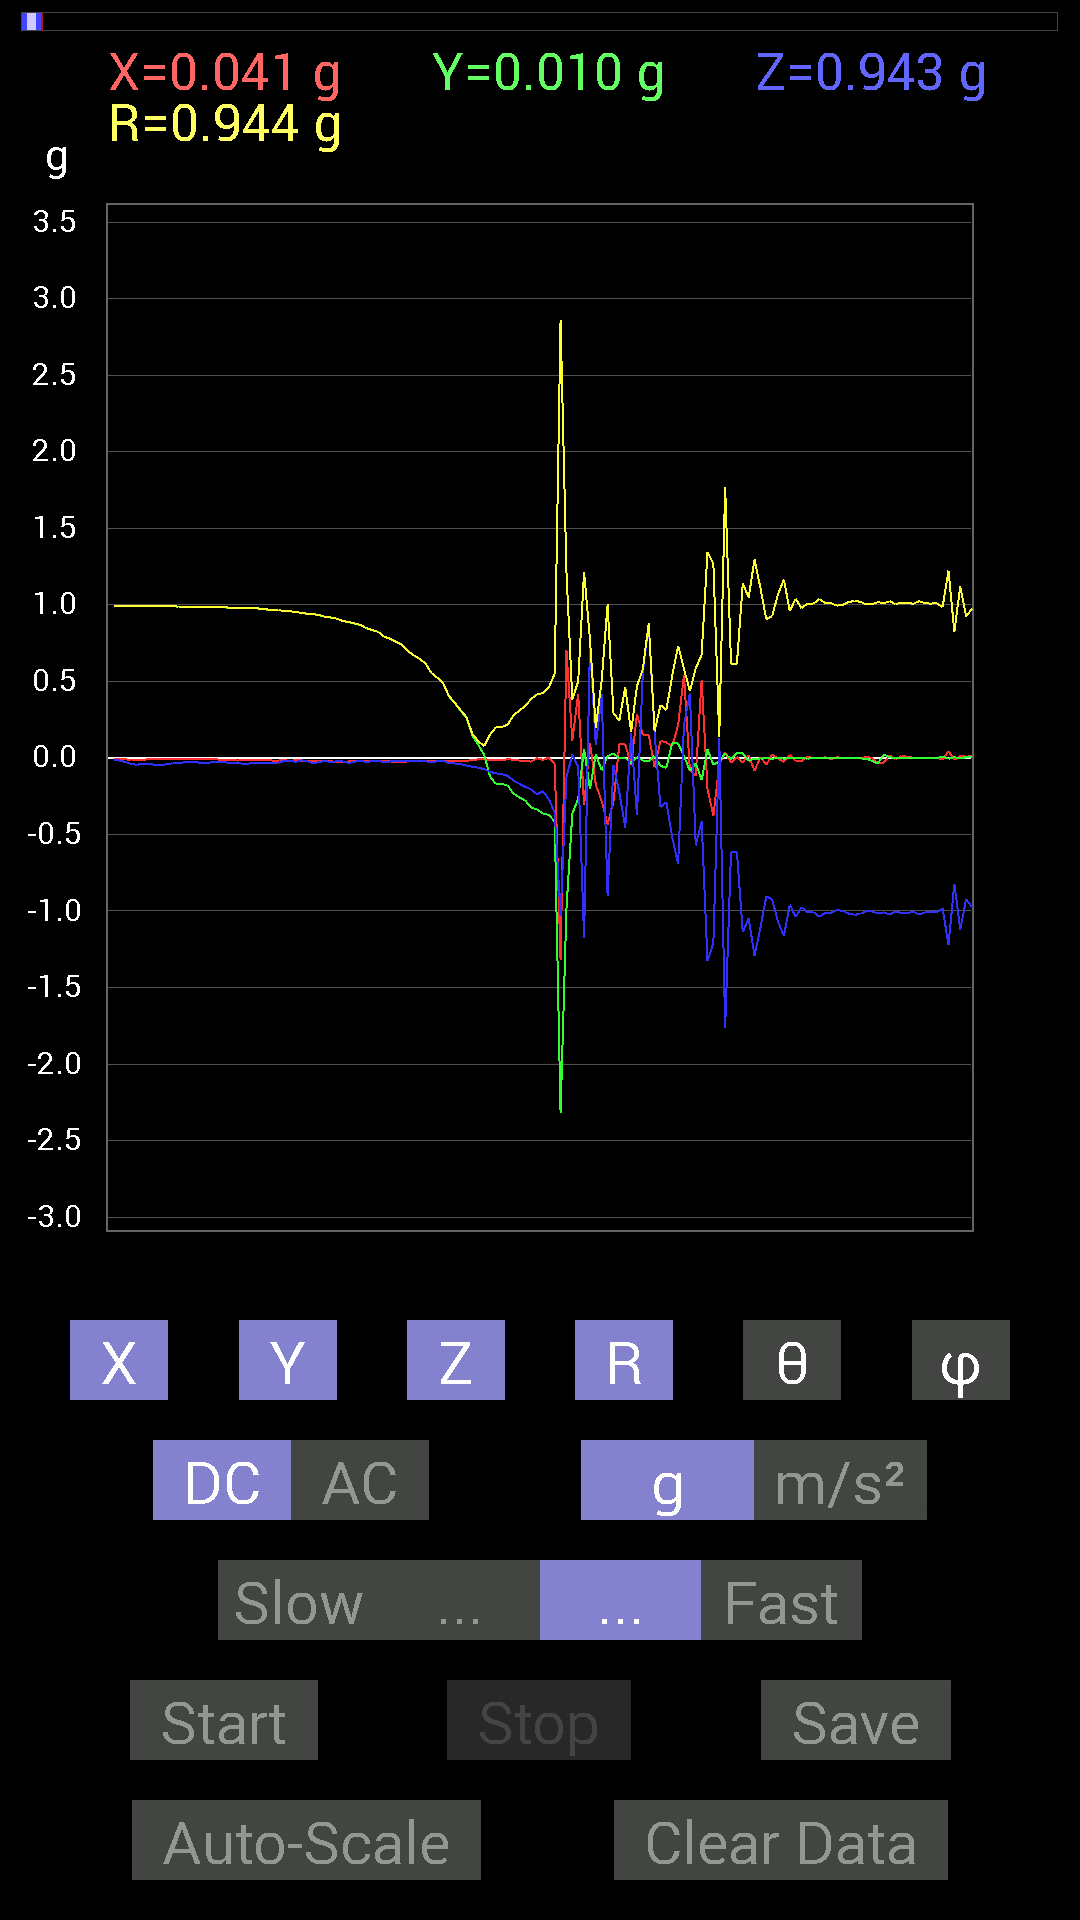 X=0.041 g Y=0.010 g Z=0.943 g
R=0.944 g
g
3.5
3.0
2.5
2.0
1.5
1.0
0.5
0.0
-0.5
-1.0
-1.5
-2.0
-2.5
-3.0
X Y Z R θ φ
DC AC g m/s²
Slow ... ... Fast
Start Stop Save
Auto-Scale Clear Data